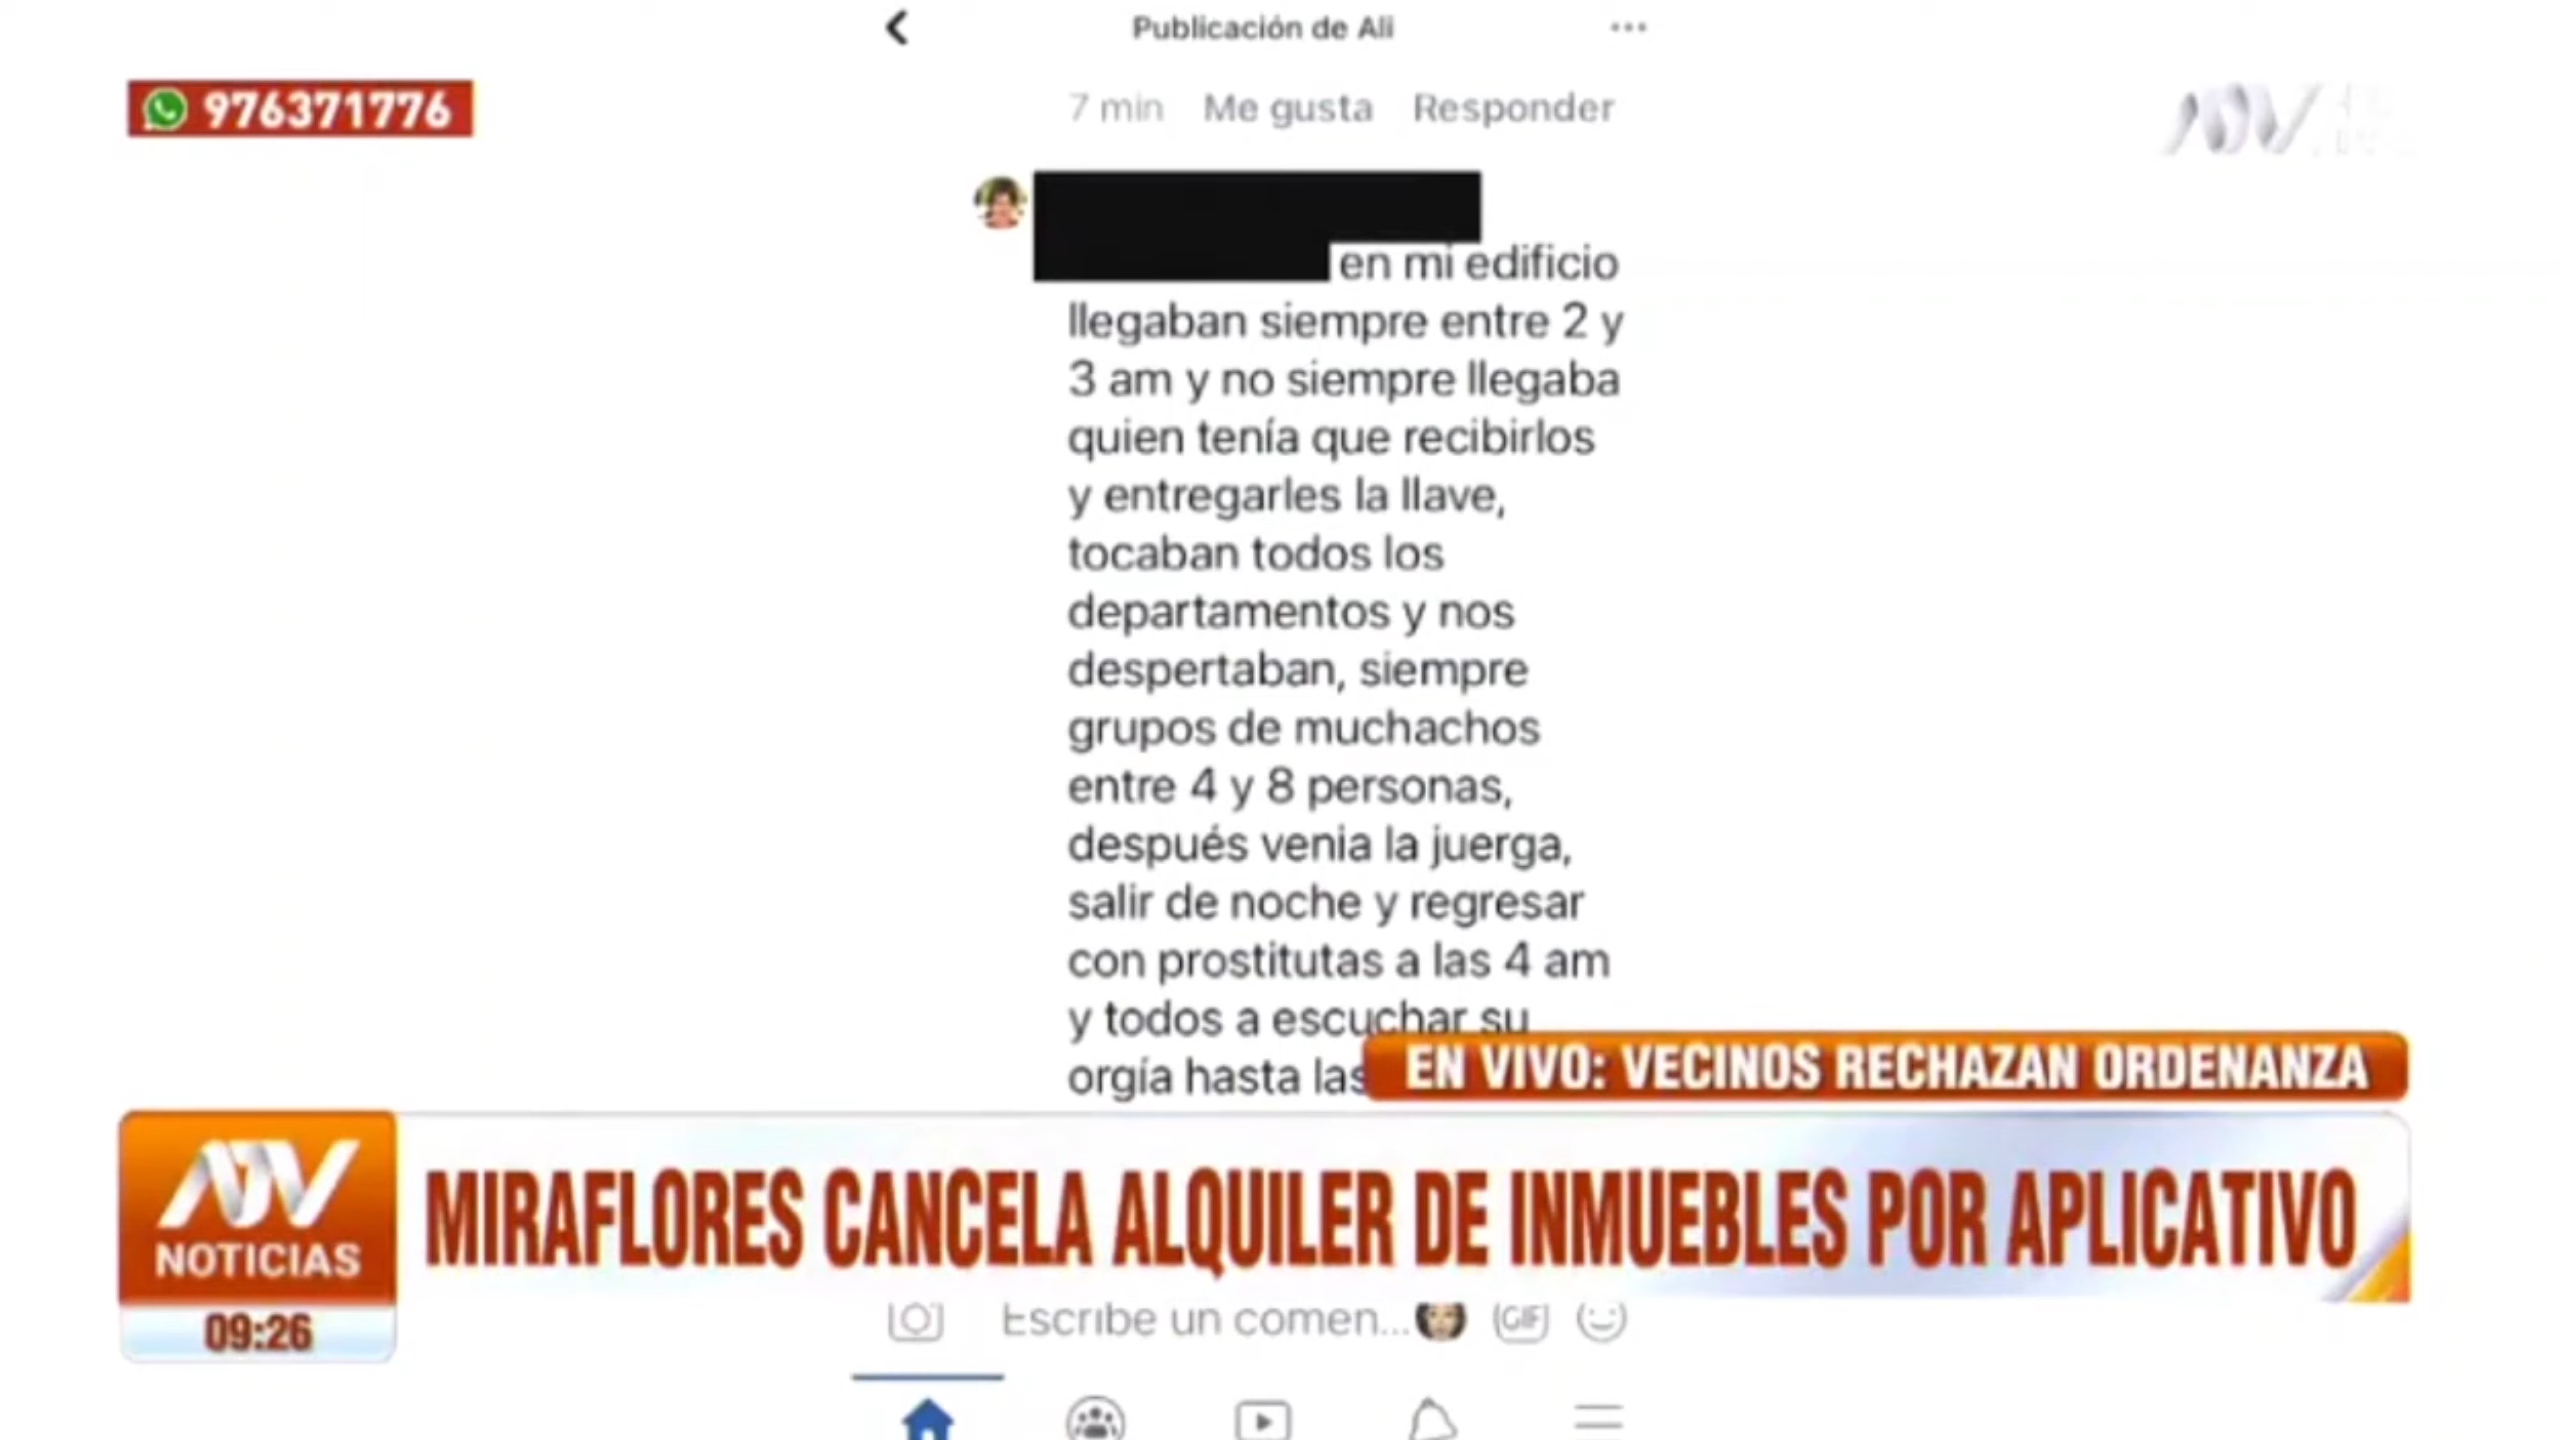 Publicación de Ali
976371776
7 min Me gusta Responder
en mi edificio
llegaban siempre entre 2 y
3 am y no siempre llegaba
quien tenía que recibirlos
y entregarles la llave,
tocaban todos los
departamentos y nos
despertaban, siempre
grupos de muchachos
entre 4 y 8 personas,
después venia la juerga,
salir de noche y regresar
con prostitutas a las 4 am
y todos a escuchar su
orgía hasta las
EN VIVO: VECINOS RECHAZAN ORDENANZA
ATV
NOTICIAS
MIRAFLORES CANCELA ALQUILER DE INMUEBLES POR APLICATIVO
09:26
Escribe un comen...
GIF